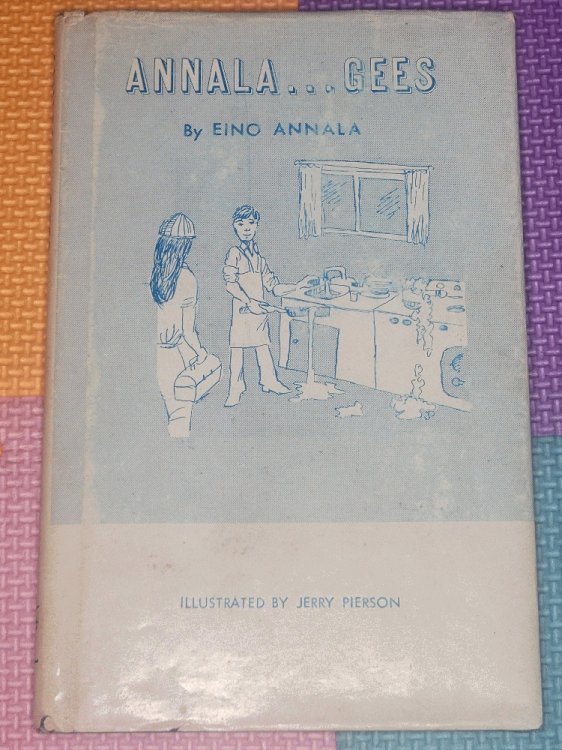 ANNALA...GEES
By EINO ANNALA
ILLUSTRATED BY JERRY PIERSON